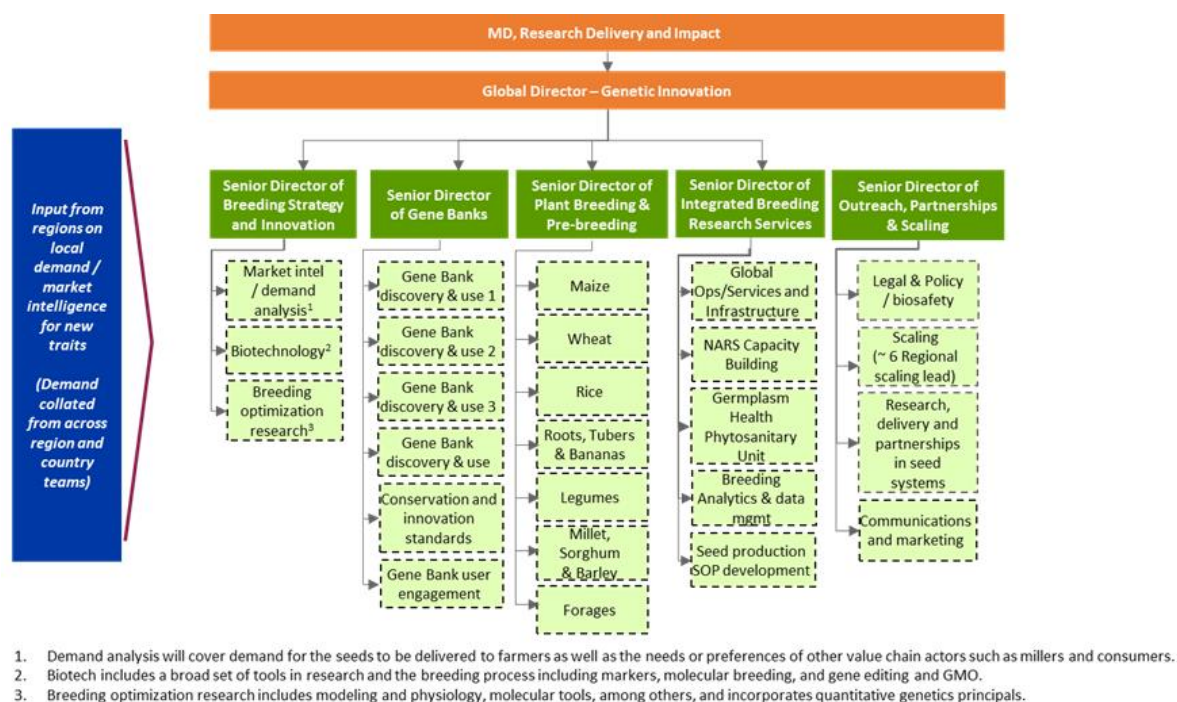 MD, Research Delivery and Impact
Global Director – Genetic Innovation
Input from
regions on
local
demand /
market
intelligence
for new
traits
(Demand
collated
from across
region and
country
teams)
Senior Director of
Breeding Strategy
and Innovation
Market intel
/ demand
analysis1
Biotechnology2
Breeding
optimization
research3
Senior Director
of Gene Banks
Gene Bank
discovery & use 1
Gene Bank
discovery & use 2
Gene Bank
discovery & use 3
Gene Bank
discovery & use
Conservation and
innovation
standards
Gene Bank user
engagement
Senior Director of
Plant Breeding &
Pre-breeding
Maize
Wheat
Rice
Roots, Tubers
& Bananas
Legumes
Millet,
Sorghum
& Barley
Forages
Senior Director of
Integrated Breeding
Research Services
Global
Ops/Services and
Infrastructure
NARS Capacity
Building
Germplasm
Health
Phytosanitary
Unit
Breeding
Analytics & data
mgmt
Seed production
SOP development
Senior Director of
Outreach, Partnerships
& Scaling
Legal & Policy
/ biosafety
Scaling
(~ 6 Regional
scaling lead)
Research,
delivery and
partnerships
in seed
systems
Communications
and marketing
1. Demand analysis will cover demand for the seeds to be delivered to farmers as well as the needs or preferences of other value chain actors such as millers and consumers.
2. Biotech includes a broad set of tools in research and the breeding process including markers, molecular breeding, and gene editing and GMO.
3. Breeding optimization research includes modeling and physiology, molecular tools, among others, and incorporates quantitative genetics principals.